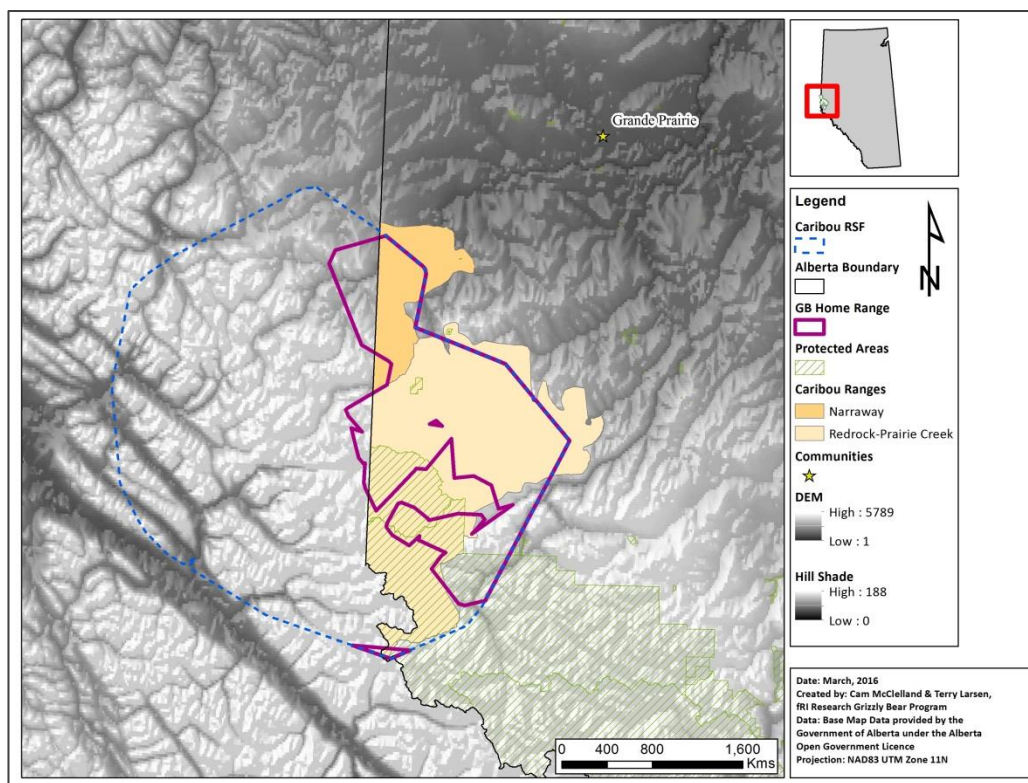 Grande Prairie
Legend
Caribou RSF
Alberta Boundary
GB Home Range
Protected Areas
Caribou Ranges
Narraway
Redrock-Prairie Creek
Communities
DEM
High : 5789
Low : 1
Hill Shade
High : 188
Low : 0
N
0 400 800 1,600
Kms
Date: March, 2016
Created by: Cam McClelland & Terry Larsen,
fRI Research Grizzly Bear Program
Data: Base Map Data provided by the
Government of Alberta under the Alberta
Open Government Licence
Projection: NAD83 UTM Zone 11N